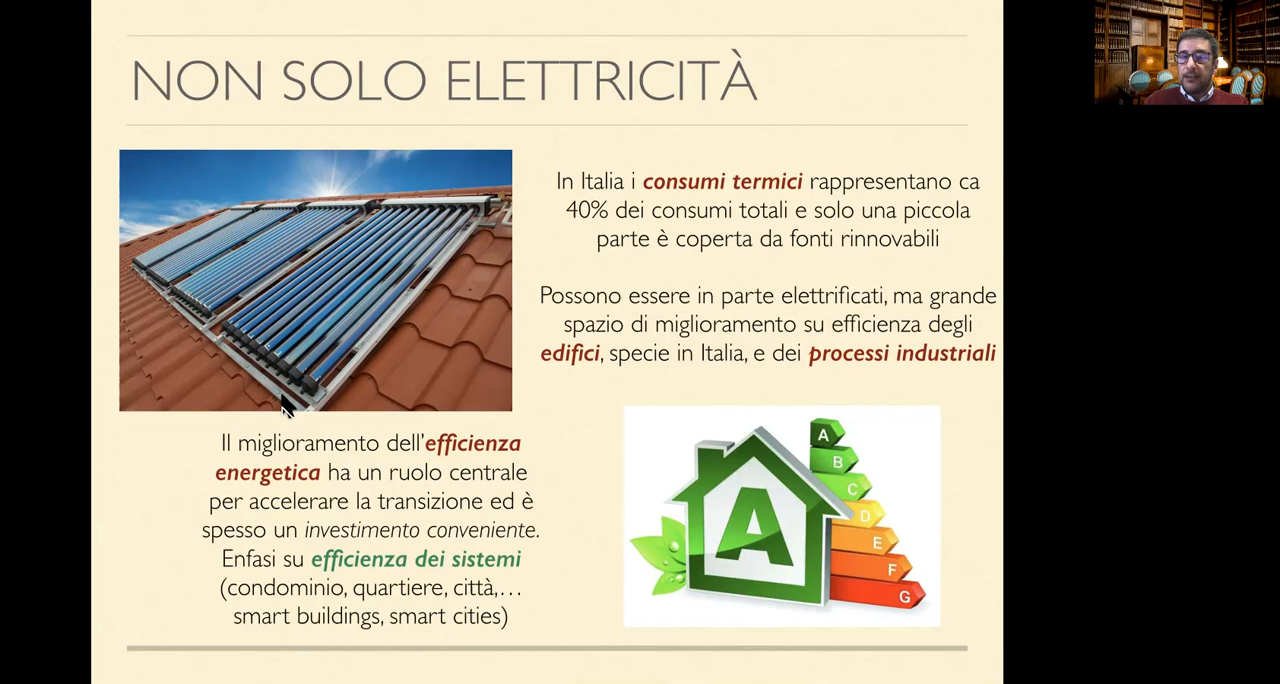 NON SOLO ELETTRICITÀ
In Italia i consumi termici rappresentano ca
40% dei consumi totali e solo una piccola
parte è coperta da fonti rinnovabili
Possono essere in parte elettrificati, ma grande
spazio di miglioramento su efficienza degli
edifici, specie in Italia, e dei processi industriali
Il miglioramento dell'efficienza
energetica ha un ruolo centrale
per accelerare la transizione ed è
spesso un investimento conveniente.
Enfasi su efficienza dei sistemi
(condominio, quartiere, città,...
smart buildings, smart cities)
A
A
B
C
D
E
F
G